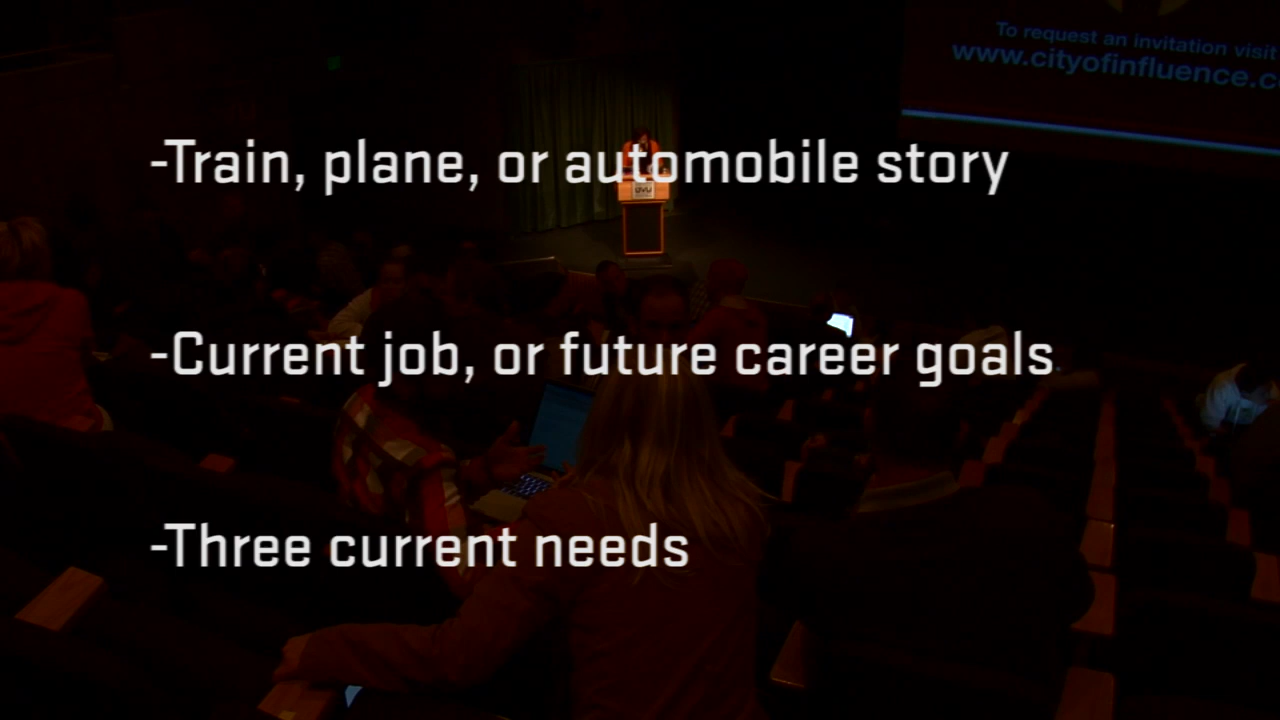 To request an invitation visit
www.cityofinfluence.c
-Train, plane, or automobile story
UVU
-Current job, or future career goals
-Three current needs